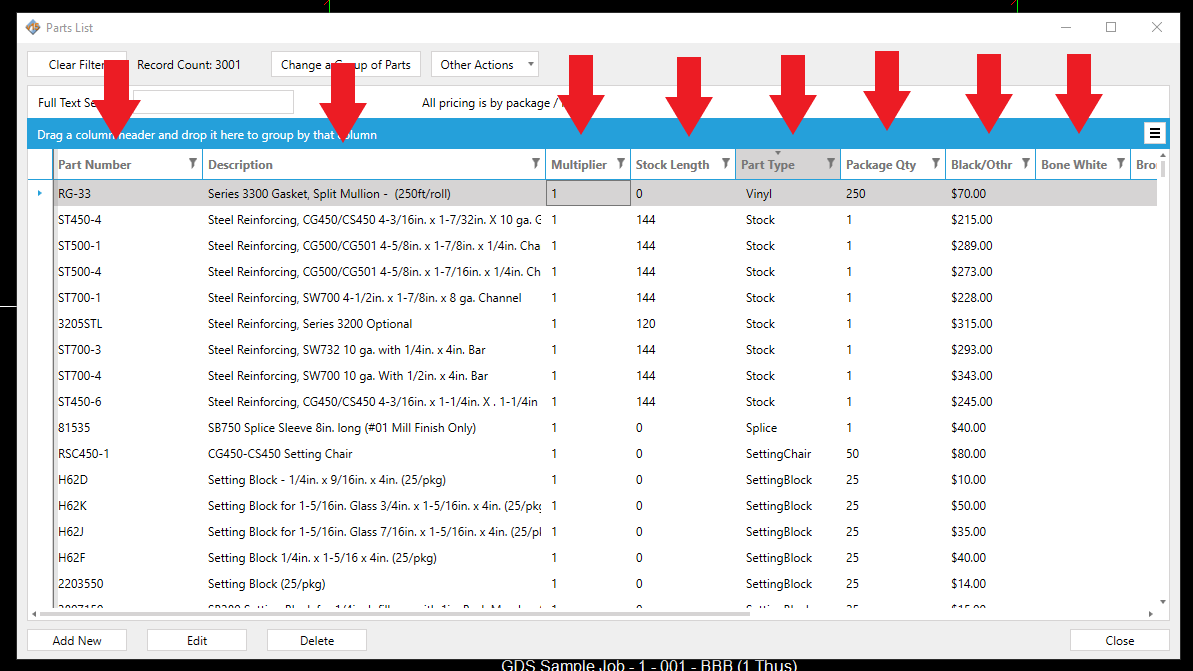 Parts List
Clear Filter Record Count: 3001 Change a Group of Parts Other Actions
Full Text All pricing is by package /
Drag a column header and drop it here to group by that column
Part Number Description Multiplier Stock Length Part Type Package Qty Black/Othr Bone White Bro
RG-33 Series 3300 Gasket, Split Mullion - (250ft/roll) 1 0 Vinyl 250 $70.00
ST450-4 Steel Reinforcing, CG450/CS450 4-3/16in. x 1-7/32in. X 10 ga. 1 144 Stock 1 $215.00
ST500-1 Steel Reinforcing, CG500/CG501 4-5/8in. x 1-7/8in. x 1/4in. Cha 1 144 Stock 1 $289.00
ST500-4 Steel Reinforcing, CG500/CG501 4-5/8in. x 1-7/16in. x 1/4in. Ch 1 144 Stock 1 $273.00
ST700-1 Steel Reinforcing, SW700 4-1/2in. x 1-7/8in. x 8 ga. Channel 1 144 Stock 1 $228.00
3205STL Steel Reinforcing, Series 3200 Optional 1 120 Stock 1 $315.00
ST700-3 Steel Reinforcing, SW732 10 ga. with 1/4in. x 4in. Bar 1 144 Stock 1 $293.00
ST700-4 Steel Reinforcing, SW700 10 ga. With 1/2in. x 4in. Bar 1 144 Stock 1 $343.00
ST450-6 Steel Reinforcing, CG450/CS450 4-3/16in. x 1-1/4in. X . 1-1/4in 1 144 Stock 1 $245.00
81535 SB750 Splice Sleeve 8in. long (#01 Mill Finish Only) 1 0 Splice 1 $40.00
RSC450-1 CG450-CS450 Setting Chair 1 0 SettingChair 50 $80.00
H62D Setting Block - 1/4in. x 9/16in. x 4in. (25/pkg) 1 0 SettingBlock 25 $10.00
H62K Setting Block for 1-5/16in. Glass 3/4in. x 1-5/16in. x 4in. (25/pkg 1 0 SettingBlock 25 $50.00
H62J Setting Block for 1-5/16in. Glass 7/16in. x 1-5/16in. x 4in. (25/pl 1 0 SettingBlock 25 $35.00
H62F Setting Block 1/4in. x 1-5/16 x 4in. (25/pkg) 1 0 SettingBlock 25 $40.00
2203550 Setting Block (25/pkg) 1 0 SettingBlock 25 $14.00
Add New Edit Delete Close
GDS Sample Job - 1 - 001 - BBB (1 Thus)